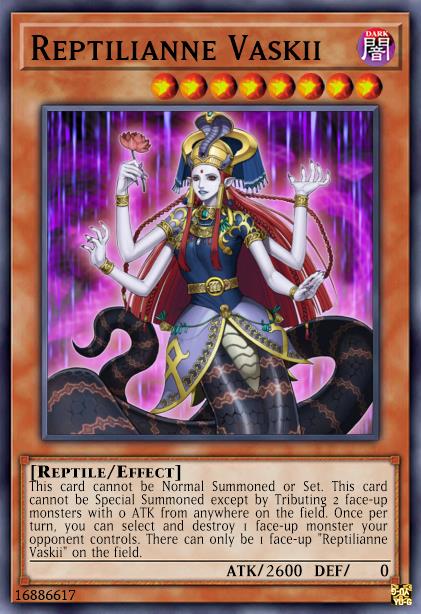 Reptilianne Vaskii
DARK
闇
[Reptile/Effect]
This card cannot be Normal Summoned or Set. This card
cannot be Special Summoned except by Tributing 2 face-up
monsters with 0 ATK from anywhere on the field. Once per
turn, you can select and destroy 1 face-up monster your
opponent controls. There can only be 1 face-up "Reptilianne
Vaskii" on the field.
ATK/2600 DEF/ 0
16886617